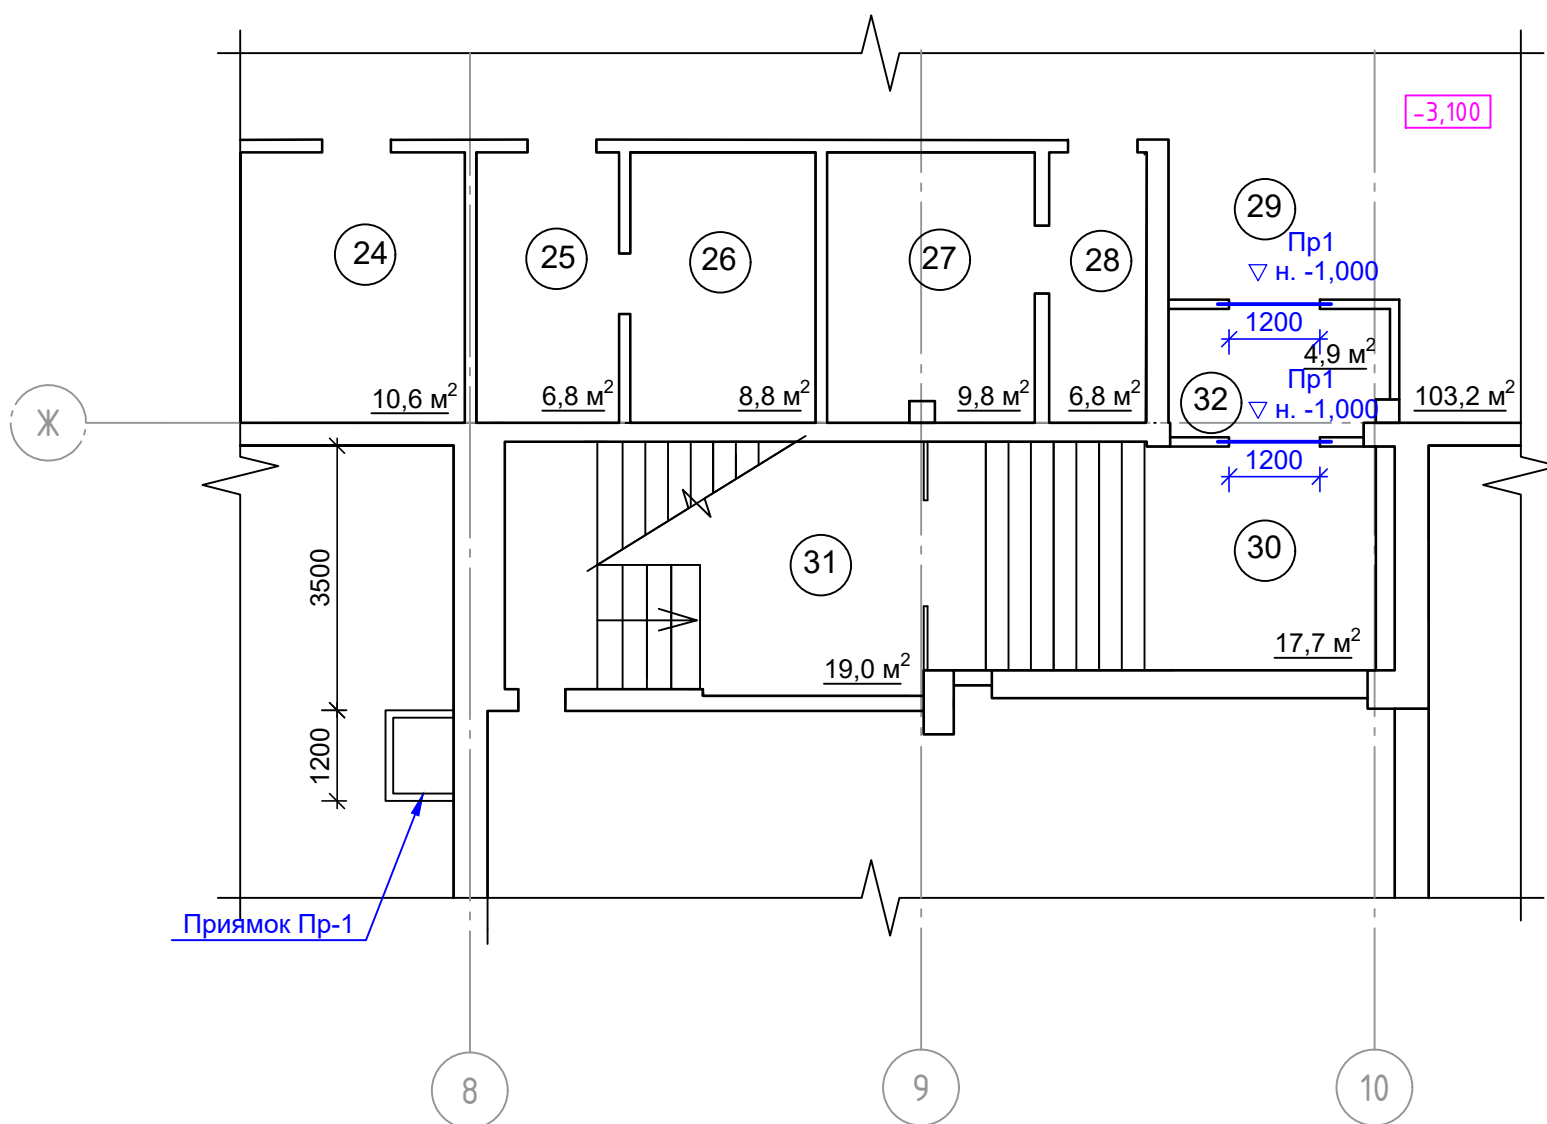 -3,100
29
Пр1
н. -1,000
24
25
26
27
28
1200
4,9 м²
10,6 м²
6,8 м²
8,8 м²
9,8 м²
6,8 м²
32
Пр1
н. -1,000
103,2 м²
Ж
1200
3500
31
30
19,0 м²
17,7 м²
1200
Приямок Пр-1
8
9
10